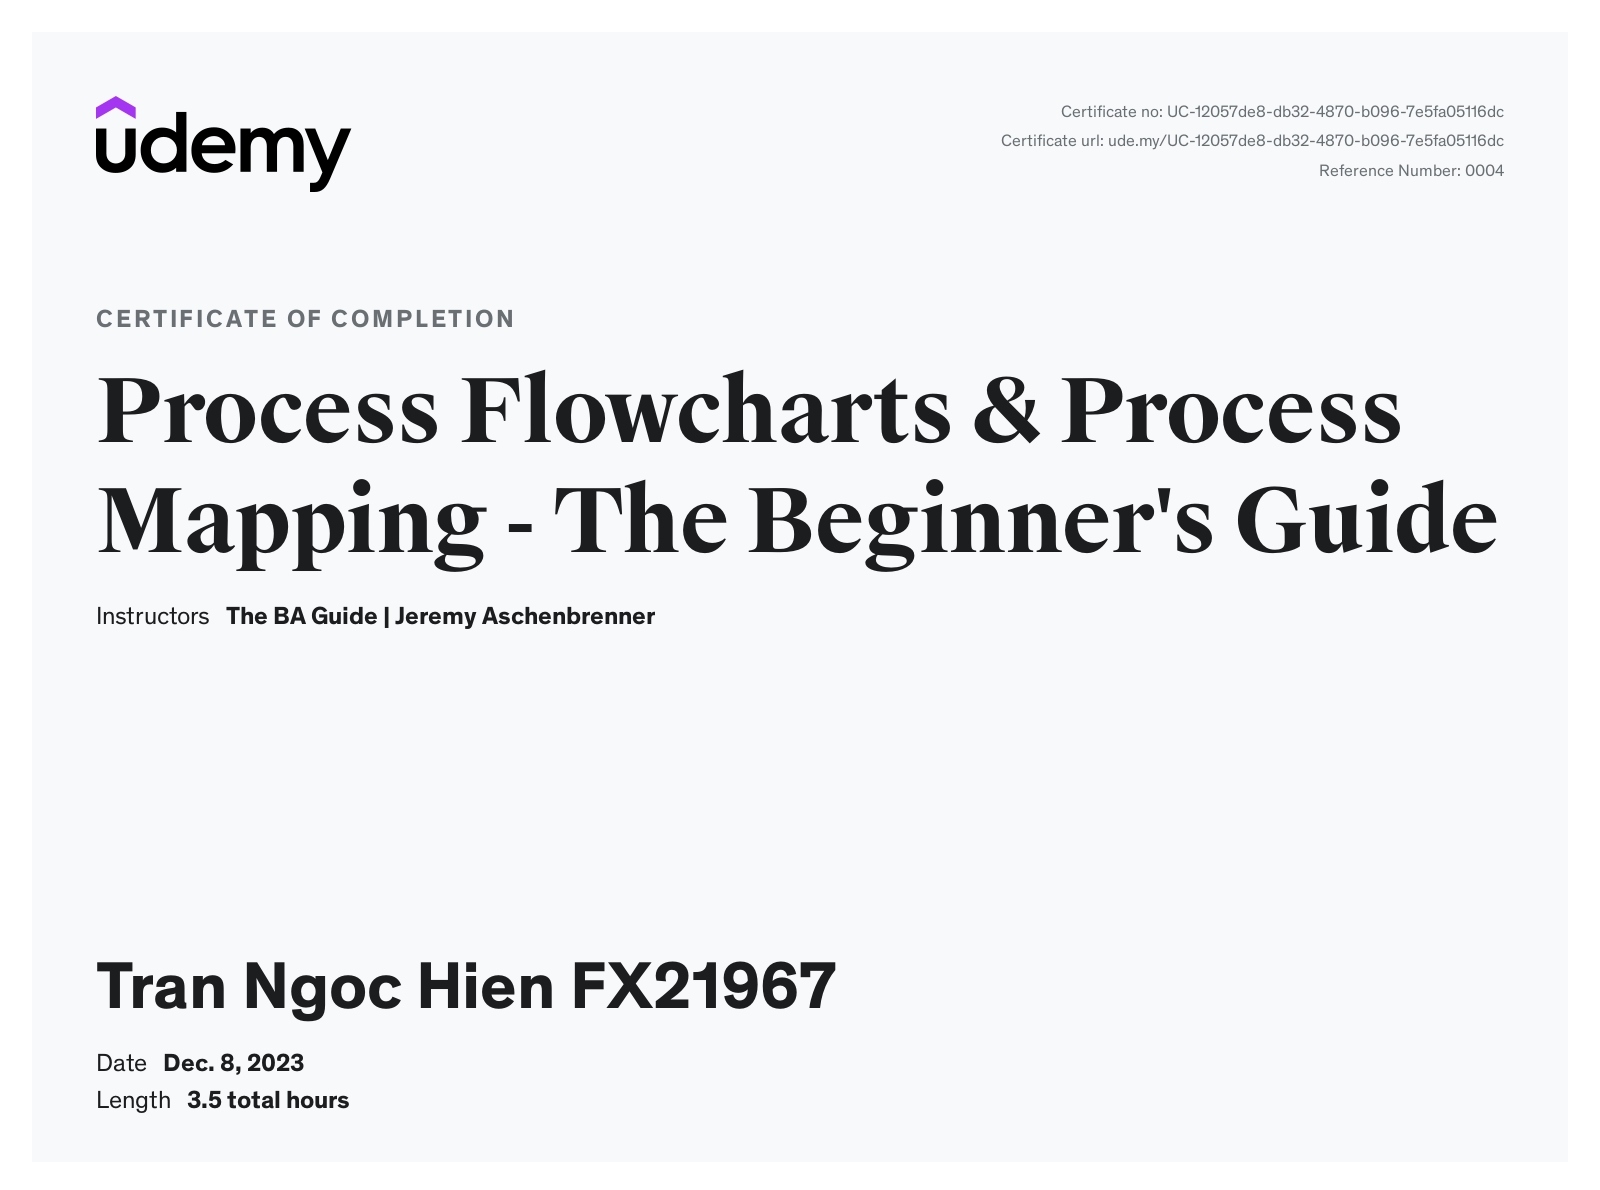 udemy
Certificate no: UC-12057de8-db32-4870-b096-7e5fa05116dc
Certificate url: ude.my/UC-12057de8-db32-4870-b096-7e5fa05116dc
Reference Number: 0004
CERTIFICATE OF COMPLETION
Process Flowcharts & Process
Mapping - The Beginner's Guide
Instructors The BA Guide | Jeremy Aschenbrenner
Tran Ngoc Hien FX21967
Date Dec. 8, 2023
Length 3.5 total hours